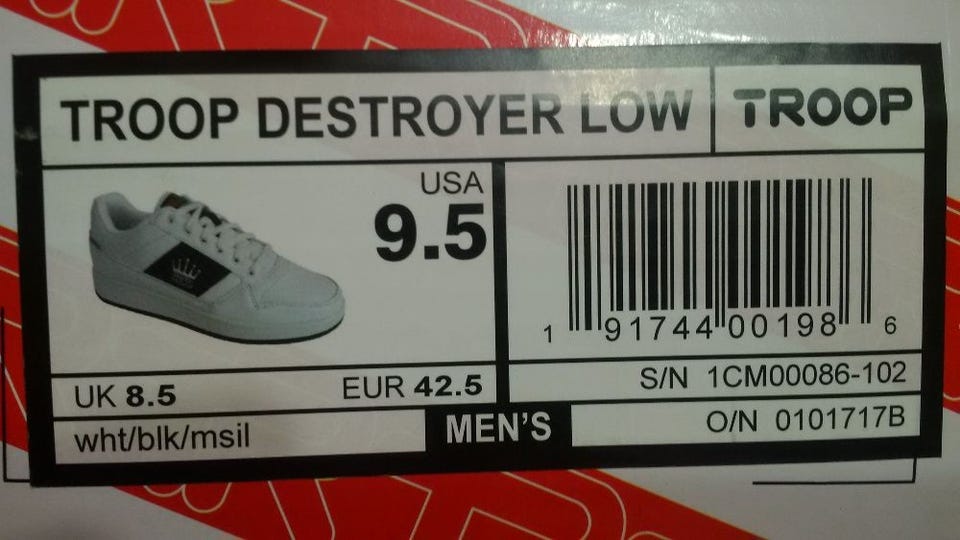 TROOP DESTROYER LOW
TROOP
USA
9.5
1 91744 00198 6
UK 8.5 EUR 42.5
S/N 1CM00086-102
wht/blk/msil
MEN'S
O/N 0101717B